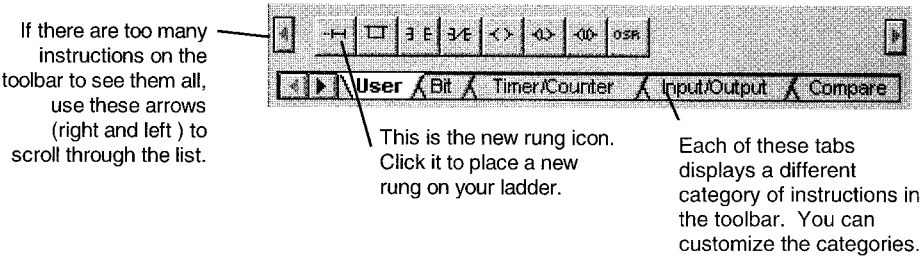 If there are too many
instructions on the
toolbar to see them all,
use these arrows
(right and left ) to
scroll through the list.
OSR
User Bit Timer/Counter Input/Output Compare
This is the new rung icon.
Click it to place a new
rung on your ladder.
Each of these tabs
displays a different
category of instructions in
the toolbar.  You can
customize the categories.